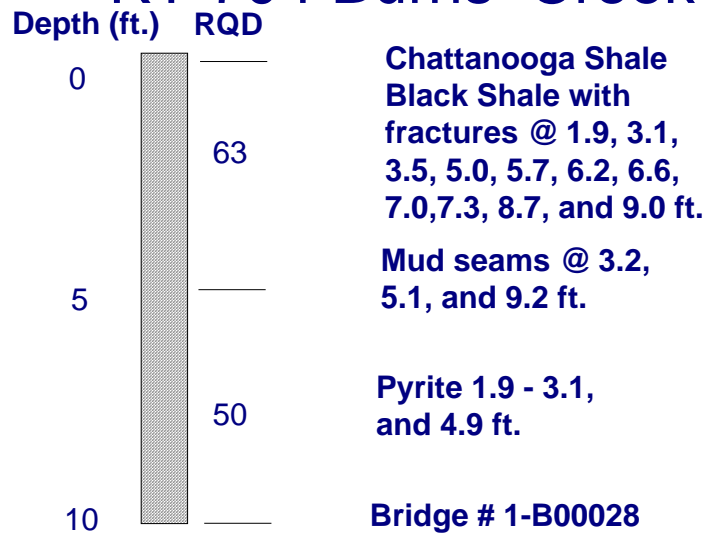 Depth (ft.) RQD
0
63
5
50
10
Chattanooga Shale
Black Shale with
fractures @ 1.9, 3.1,
3.5, 5.0, 5.7, 6.2, 6.6,
7.0,7.3, 8.7, and 9.0 ft.
Mud seams @ 3.2,
5.1, and 9.2 ft.
Pyrite 1.9 - 3.1,
and 4.9 ft.
Bridge # 1-B00028